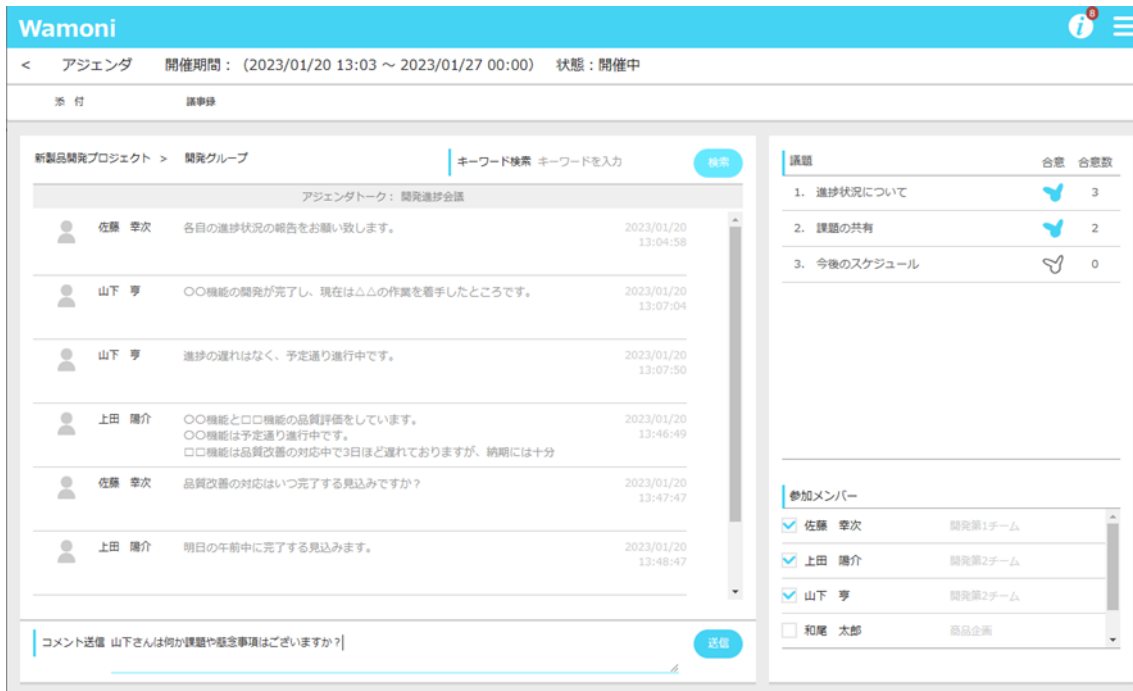 Wamoni
8
< アジェンダ 開催期間：（2023/01/20 13:03 ～ 2023/01/27 00:00） 状態：開催中
添 付 議事録
新製品開発プロジェクト > 開発グループ
キーワード検索 キーワードを入力 検索
アジェンダトーク： 開発進捗会議
佐藤 幸次 各自の進捗状況の報告をお願い致します。 2023/01/20
13:04:58
山下 亨 〇〇機能の開発が完了し、現在は△△の作業を着手したところです。 2023/01/20
13:07:04
山下 亨 進捗の遅れはなく、予定通り進行中です。 2023/01/20
13:07:50
上田 陽介 〇〇機能と□□機能の品質評価をしています。 2023/01/20
〇〇機能は予定通り進行中です。 13:46:49
□□機能は品質改善の対応中で3日ほど遅れておりますが、納期には十分
佐藤 幸次 品質改善の対応はいつ完了する見込みですか？ 2023/01/20
13:47:47
上田 陽介 明日の午前中に完了する見込みます。 2023/01/20
13:48:47
コメント送信 山下さんは何か課題や懸念事項はございますか？ 送信
議題 合意 合意数
1. 進捗状況について 3
2. 課題の共有 2
3. 今後のスケジュール 0
参加メンバー
佐藤 幸次 開発第1チーム
上田 陽介 開発第2チーム
山下 亨 開発第2チーム
和尾 太郎 商品企画